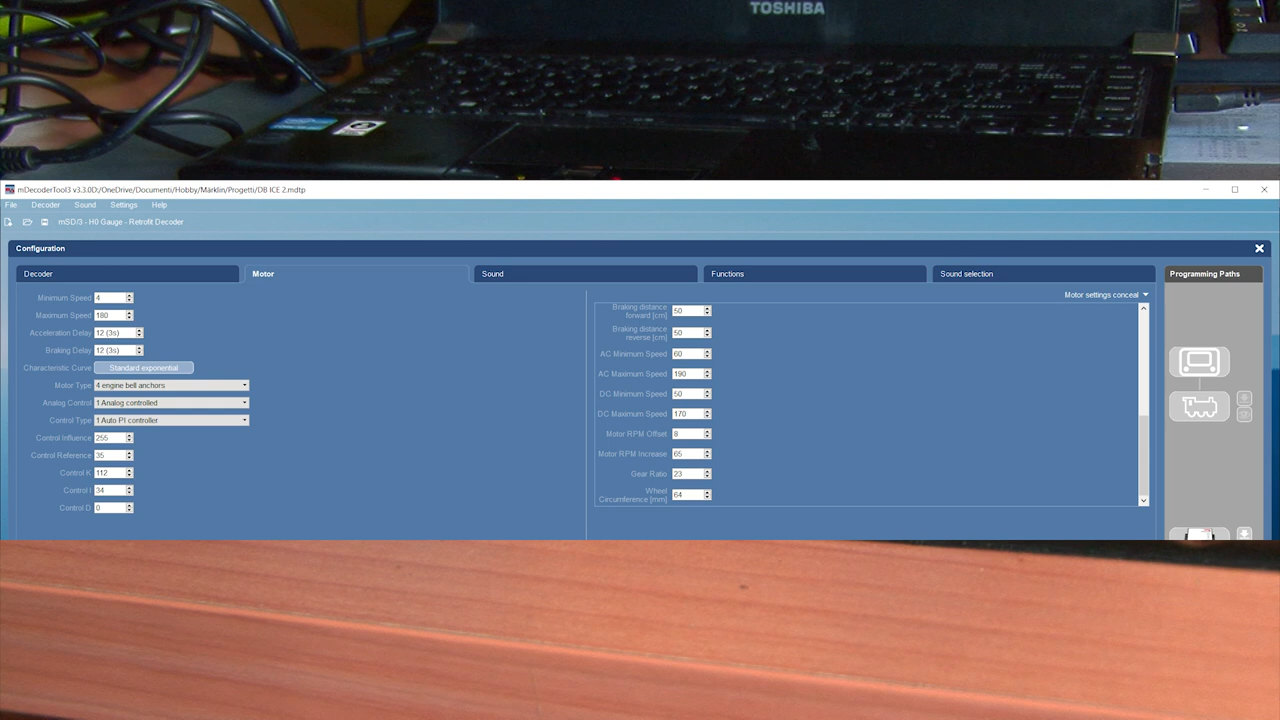 TOSHIBA
mDecoderTool3 v3.3.0D:/OneDrive/Documenti/Hobby/Märklin/Progetti/DB ICE 2.mdtp
File Decoder Sound Settings Help
mSD/3 - H0 Gauge - Retrofit Decoder
Configuration
Decoder Motor Sound Functions Sound selection Programming Paths
Motor settings conceal
Minimum Speed 4
Maximum Speed 180
Acceleration Delay 12 (3s)
Braking Delay 12 (3s)
Characteristic Curve Standard exponential
Motor Type 4 engine bell anchors
Analog Control 1 Analog controlled
Control Type 1 Auto PI controller
Control Influence 255
Control Reference 35
Control K 112
Control I 34
Control D 0
Braking distance
forward [cm] 50
Braking distance
reverse [cm] 50
AC Minimum Speed 60
AC Maximum Speed 190
DC Minimum Speed 50
DC Maximum Speed 170
Motor RPM Offset 8
Motor RPM Increase 65
Gear Ratio 23
Wheel
Circumference [mm] 64